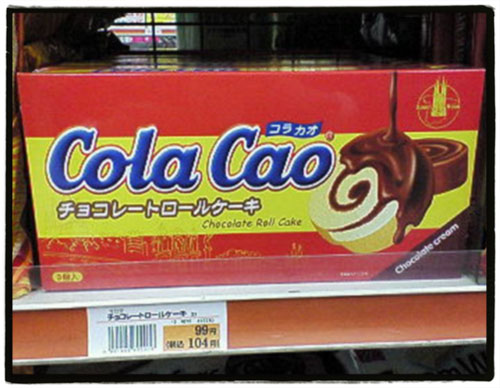 コラカオ
Cola Cao
チョコレートロールケーキ
Chocolate Roll Cake
Chocolate cream
チョコレートロールケーキ
99円
税込 104円